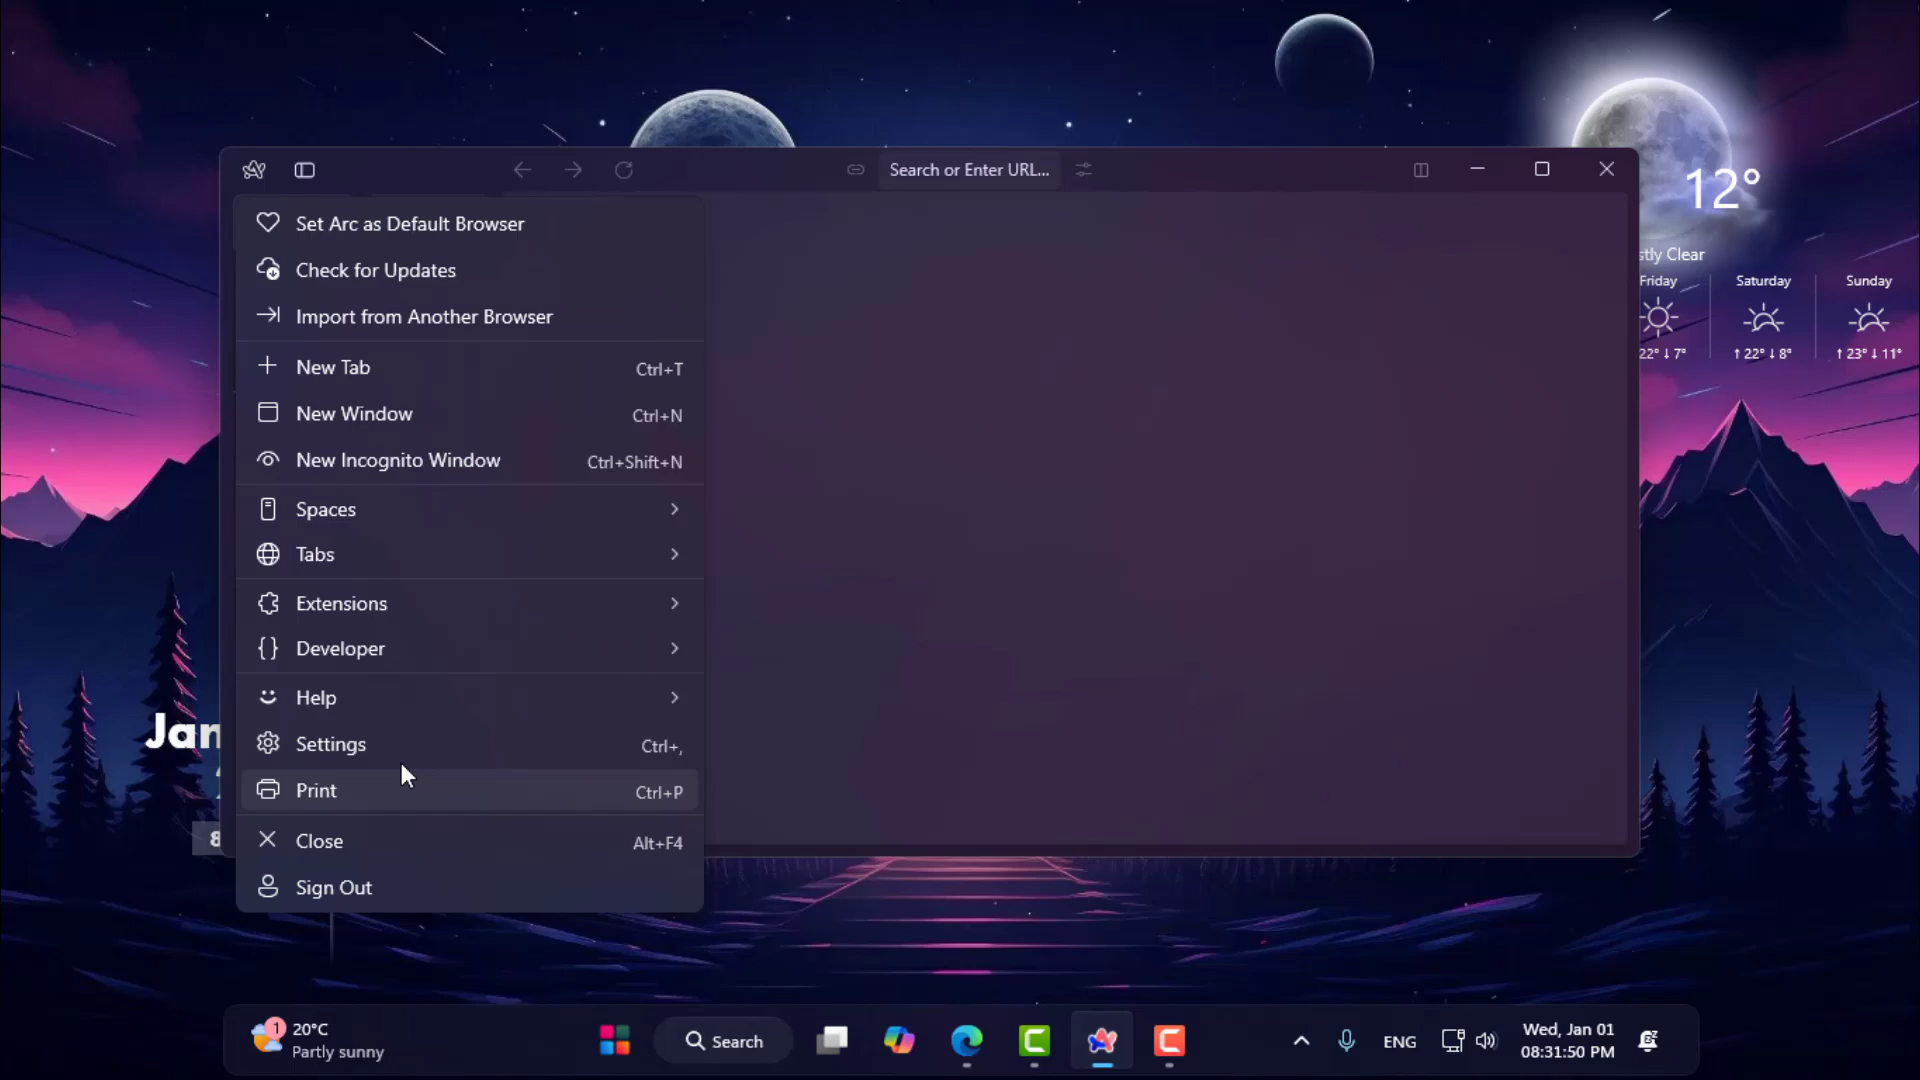 Search or Enter URL...
12°
stly Clear
Friday
Saturday
Sunday
22° ↓ 7°
↑ 22° ↓ 8°
↑ 23° ↓ 11°
Set Arc as Default Browser
Check for Updates
Import from Another Browser
New Tab Ctrl+T
New Window Ctrl+N
New Incognito Window Ctrl+Shift+N
Spaces
Tabs
Extensions
Developer
Help
Settings Ctrl+,
Print Ctrl+P
Close Alt+F4
Sign Out
Jan
8
1
20°C
Partly sunny
Search
ENG
Wed, Jan 01
08:31:50 PM